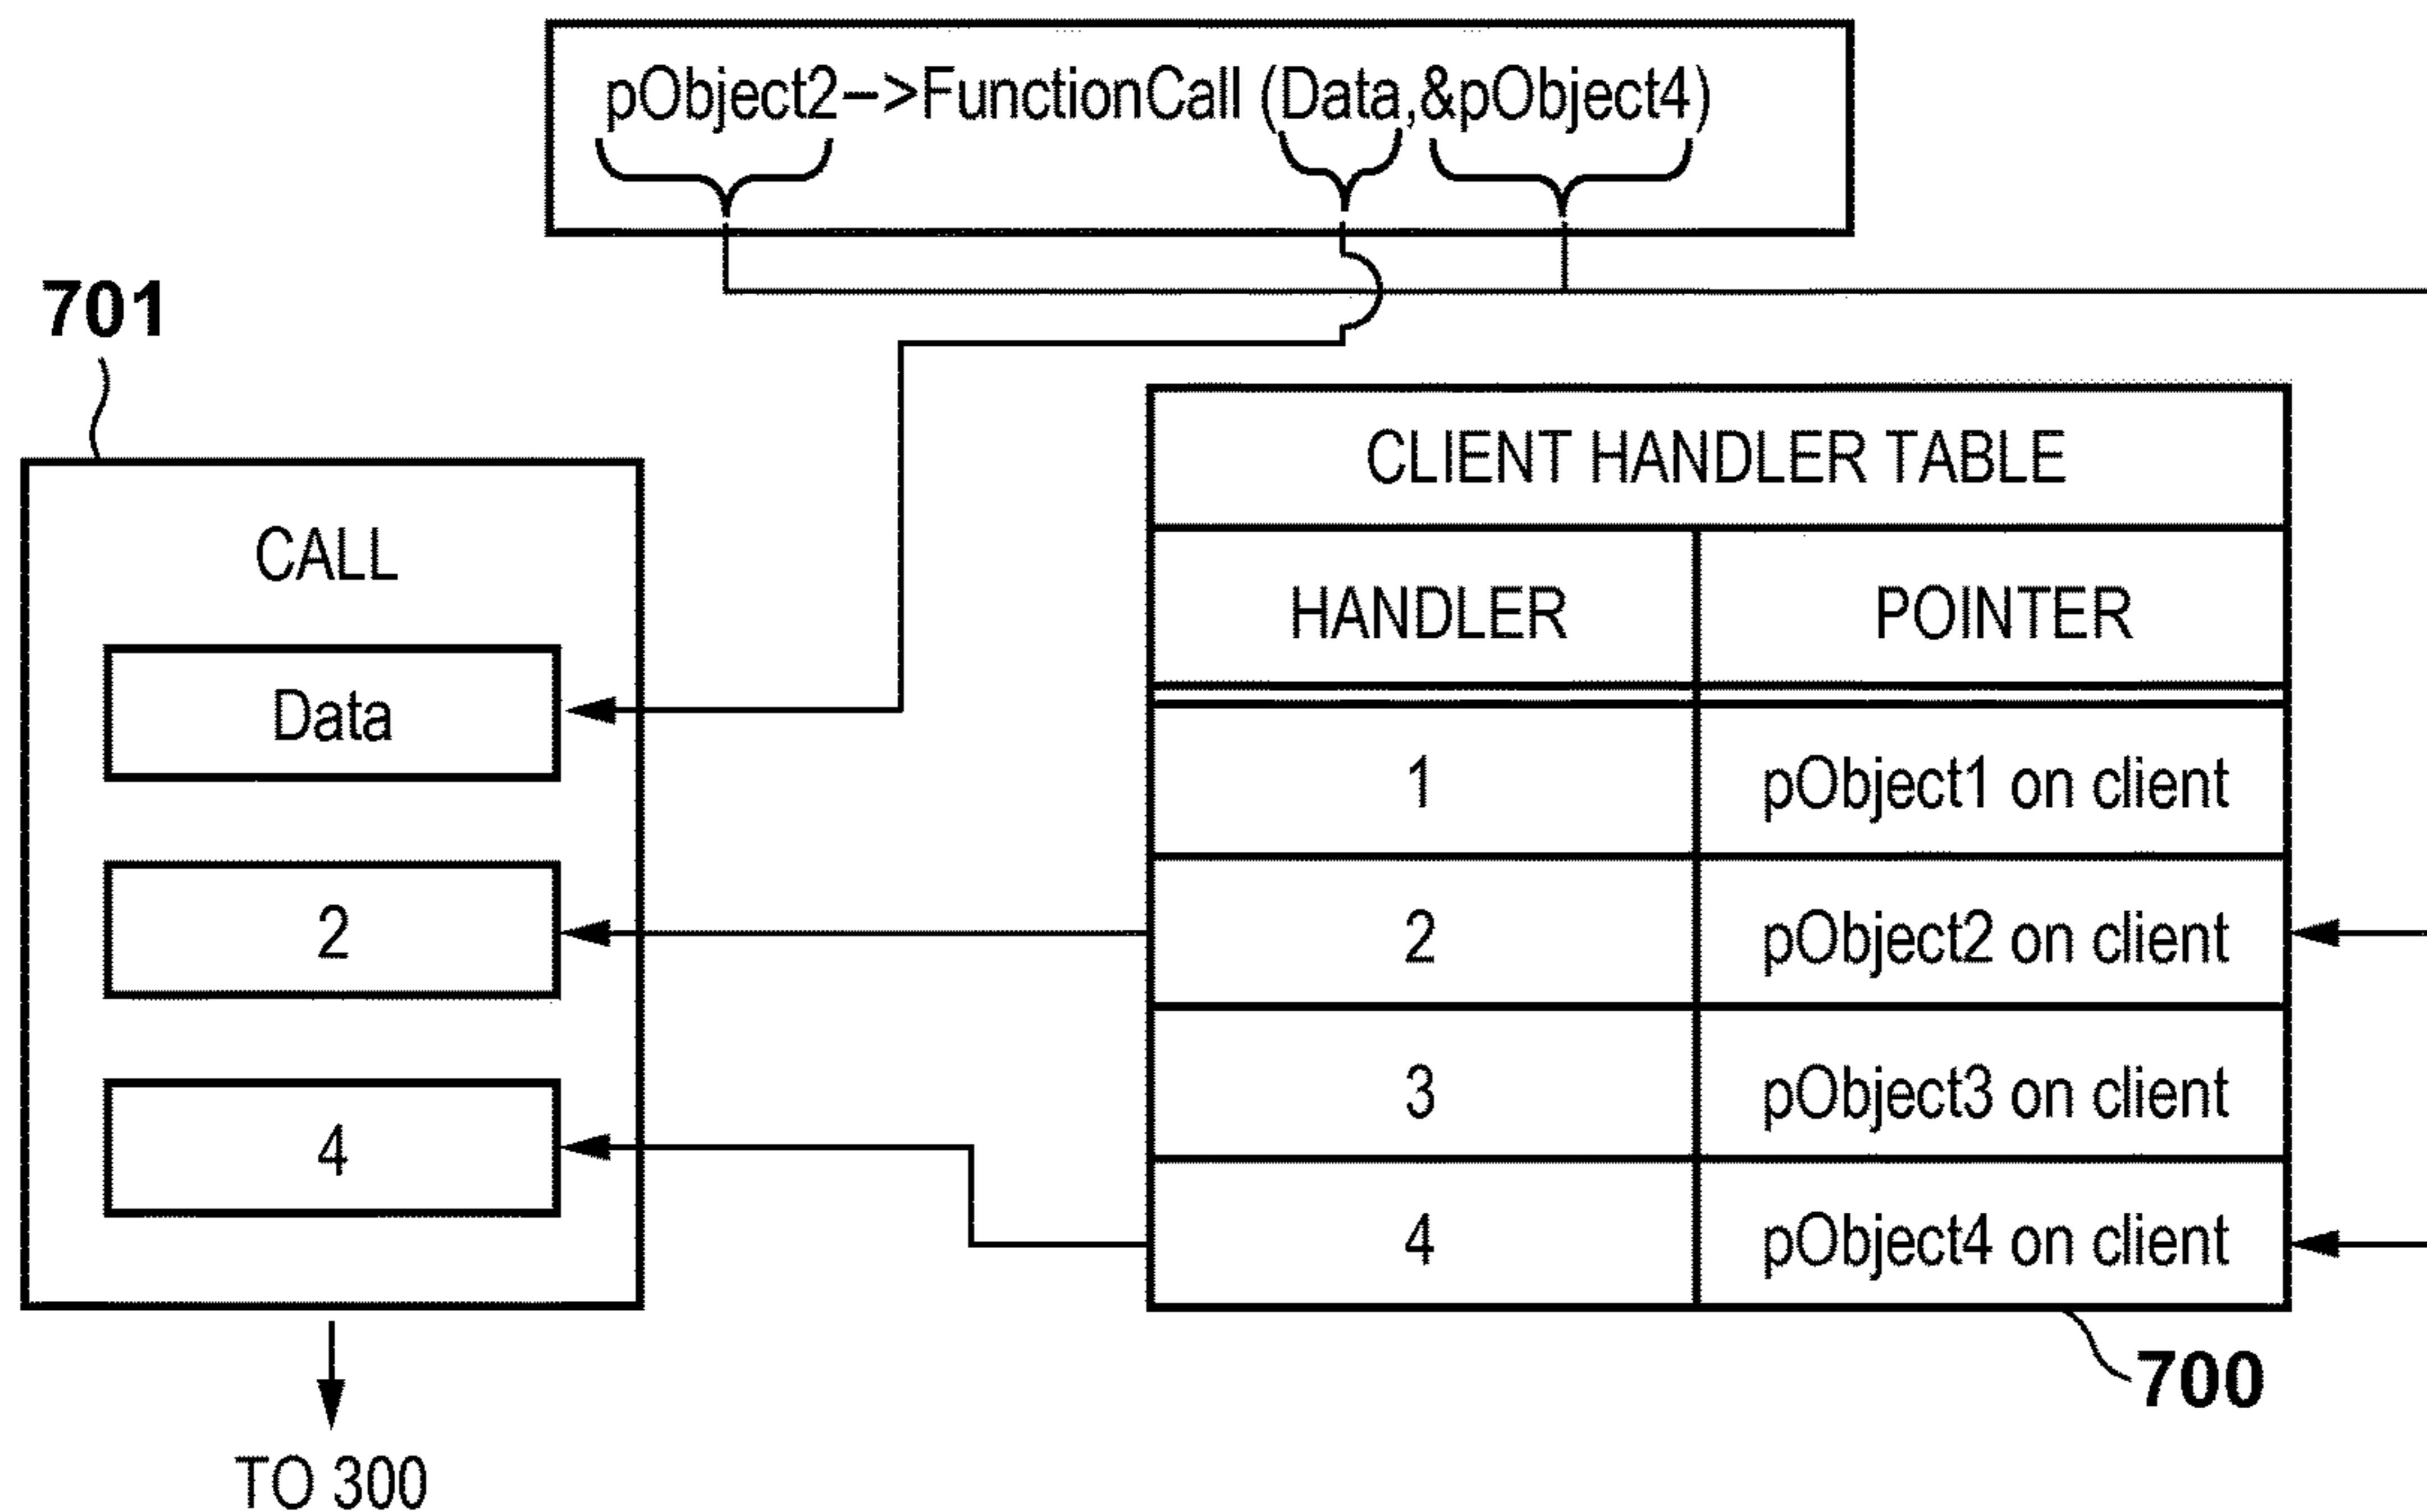 pObject2–>FunctionCall (Data,&pObject4)
701
CALL
Data
2
4
TO 300
CLIENT HANDLER TABLE
HANDLER POINTER
1 pObject1 on client
2 pObject2 on client
3 pObject3 on client
4 pObject4 on client
700